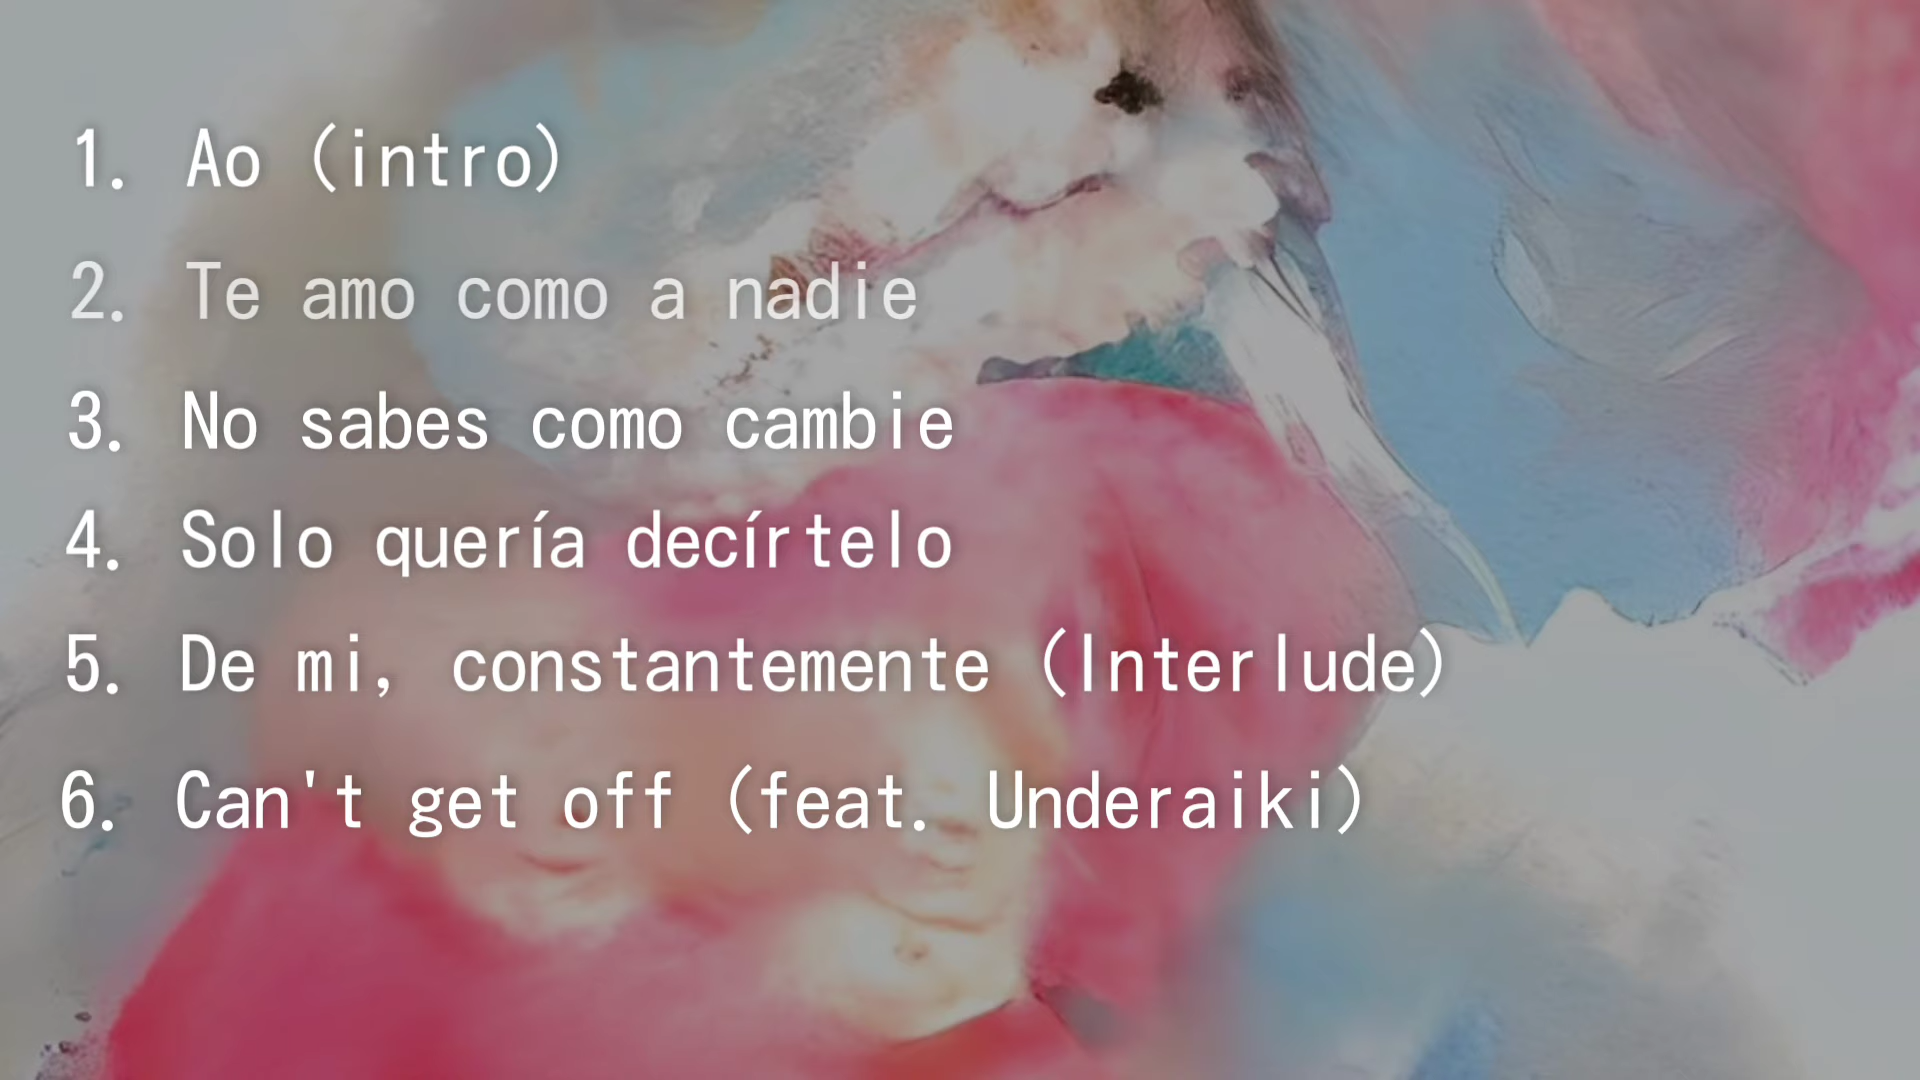 1. Ao (intro)
2. Te amo como a nadie
3. No sabes como cambie
4. Solo quería decírtelo
5. De mi, constantemente (Interlude)
6. Can't get off (feat. Underaiki)